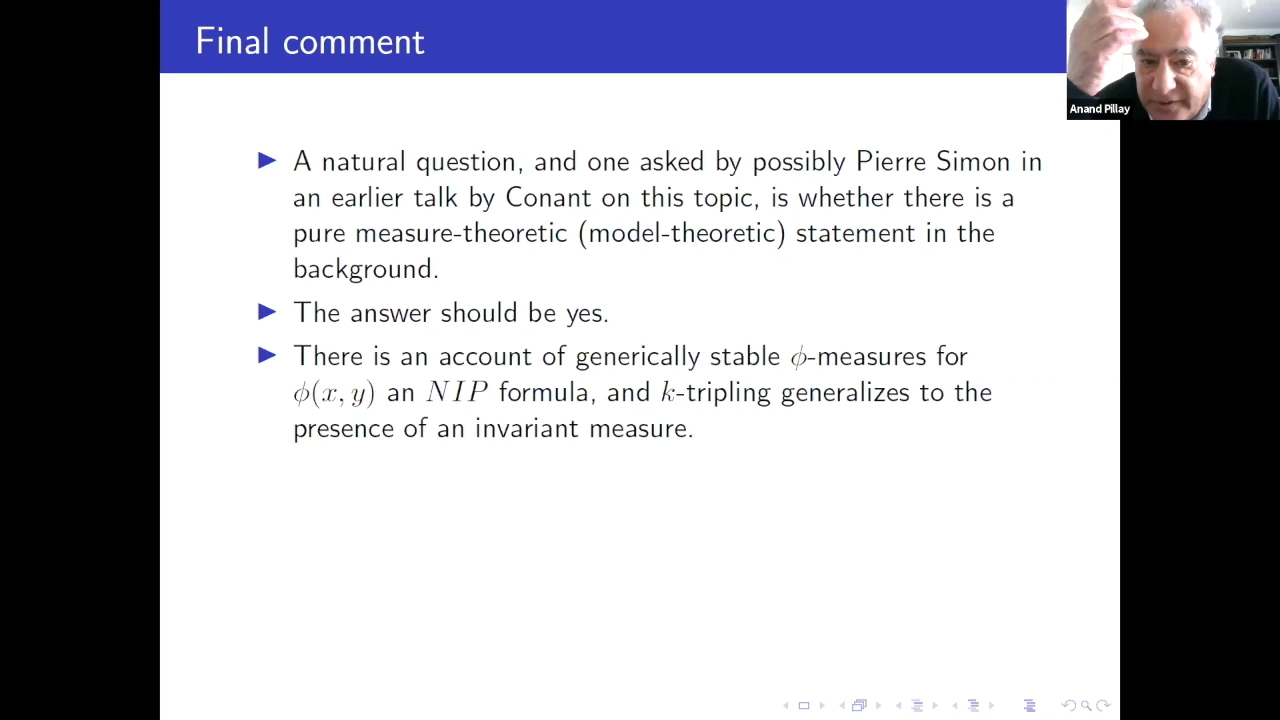 Final comment
Anand Pillay
A natural question, and one asked by possibly Pierre Simon in
an earlier talk by Conant on this topic, is whether there is a
pure measure-theoretic (model-theoretic) statement in the
background.
The answer should be yes.
There is an account of generically stable ϕ-measures for
ϕ(x, y) an NIP formula, and k-tripling generalizes to the
presence of an invariant measure.